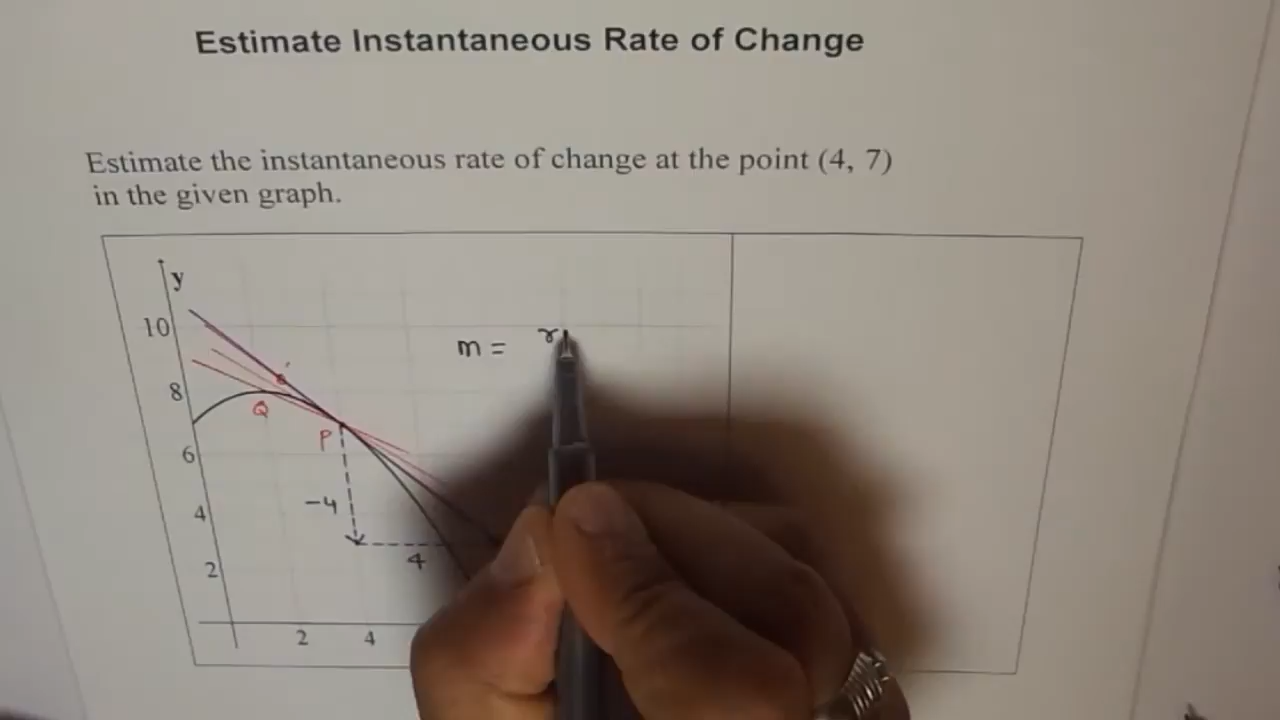 Estimate Instantaneous Rate of Change
Estimate the instantaneous rate of change at the point (4, 7)
in the given graph.
y
10
m =
8
Q
P
6
-4
4
4
2
2 4